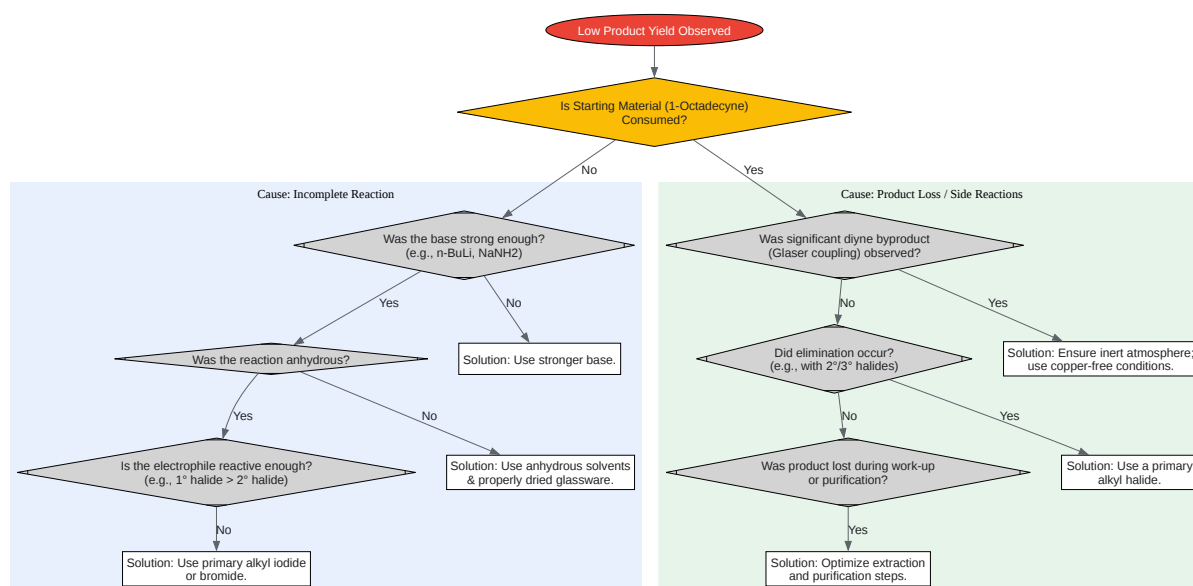 Low Product Yield Observed
Is Starting Material (1-Octadecyne)
Consumed?
No
Yes
Cause: Incomplete Reaction
Cause: Product Loss / Side Reactions
Was the base strong enough?
(e.g., n-BuLi, NaNH2)
Was significant diyne byproduct
(Glaser coupling) observed?
Yes
No
No
Yes
Was the reaction anhydrous?
Solution: Use stronger base.
Did elimination occur?
(e.g., with 2°/3° halides)
Solution: Ensure inert atmosphere;
use copper-free conditions.
Yes
No
No
Yes
Is the electrophile reactive enough?
(e.g., 1° halide > 2° halide)
Solution: Use anhydrous solvents
& properly dried glassware.
Was product lost during work-up
or purification?
Solution: Use a primary
alkyl halide.
No
Yes
Solution: Use primary alkyl iodide
or bromide.
Solution: Optimize extraction
and purification steps.